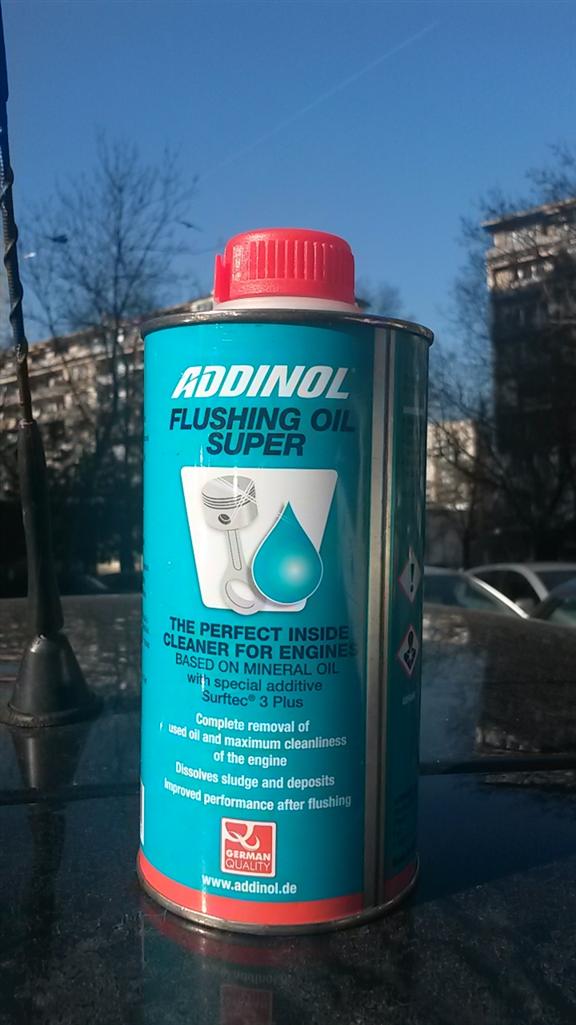 ADDINOL
FLUSHING OIL
SUPER
THE PERFECT INSIDE
CLEANER FOR ENGINES
BASED ON MINERAL OIL
with special additive
Surftec® 3 Plus
Complete removal of
used oil and maximum cleanliness
of the engine
Dissolves sludge and deposits
Improved performance after flushing
GERMAN
QUALITY
www.addinol.de